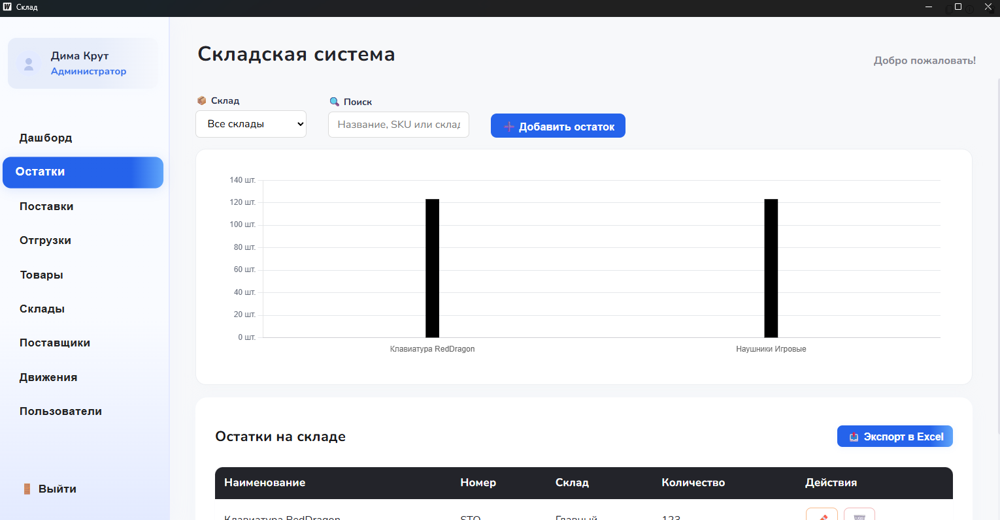 Склад
Дима Крут
Администратор
Дашборд
Остатки
Поставки
Отгрузки
Товары
Склады
Поставщики
Движения
Пользователи
Выйти
Складская система
Добро пожаловать!
Склад
Поиск
Все склады
Название, SKU или склад
Добавить остаток
140 шт.
120 шт.
100 шт.
80 шт.
60 шт.
40 шт.
20 шт.
0 шт.
Клавиатура RedDragon
Наушники Игровые
Остатки на складе
Экспорт в Excel
Наименование Номер Склад Количество Действия
Клавиатура RedDragon Главный 123